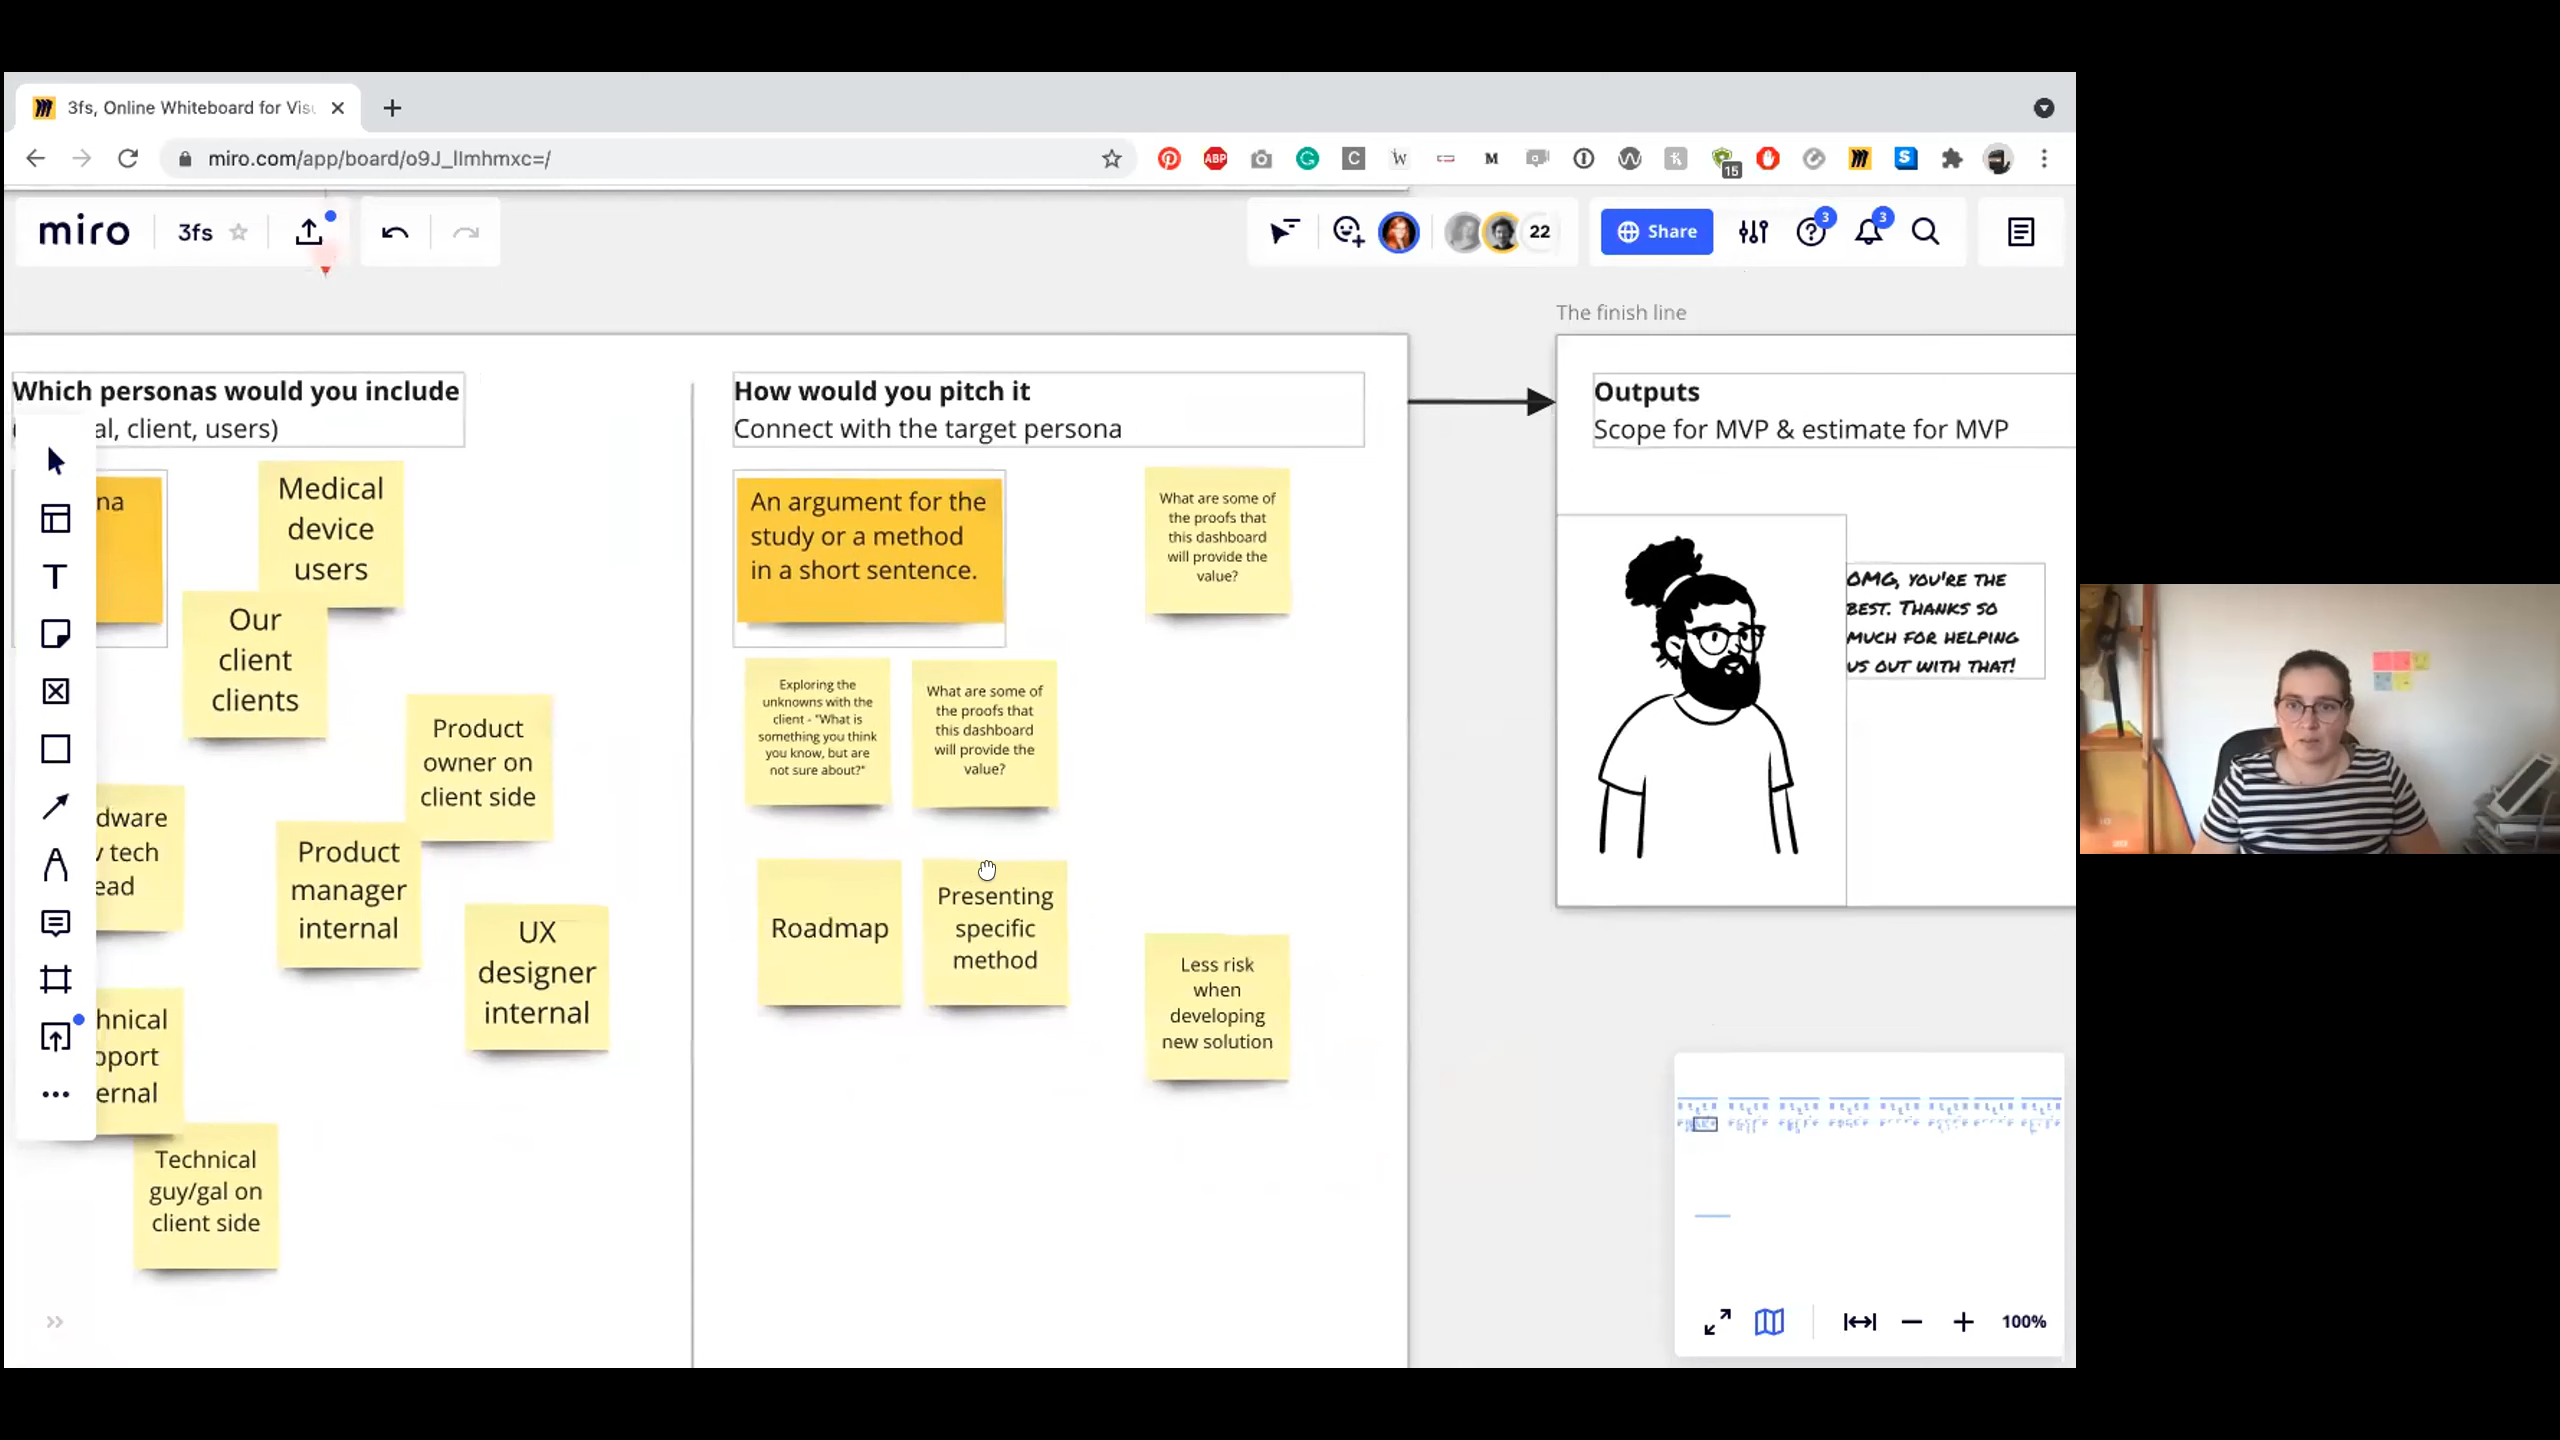 3fs, Online Whiteboard for Visu
miro.com/app/board/o9J_lImhmxc=/
ABP
15
miro
3fs
22
Share
3
3
The finish line
Which personas would you include
al, client, users)
na
Medical
device
users
Our
client
clients
Product
owner on
client side
dware
v tech
ead
Product
manager
internal
UX
designer
internal
hnical
pport
ernal
Technical
guy/gal on
client side
How would you pitch it
Connect with the target persona
An argument for the
study or a method
in a short sentence.
What are some of
the proofs that
this dashboard
will provide the
value?
Exploring the
unknowns with the
client - "What is
something you think
you know, but are
not sure about?"
What are some of
the proofs that
this dashboard
will provide the
value?
Roadmap
Presenting
specific
method
Less risk
when
developing
new solution
Outputs
Scope for MVP & estimate for MVP
OMG, YOU'RE THE
BEST. THANKS SO
MUCH FOR HELPING
US OUT WITH THAT!
100%